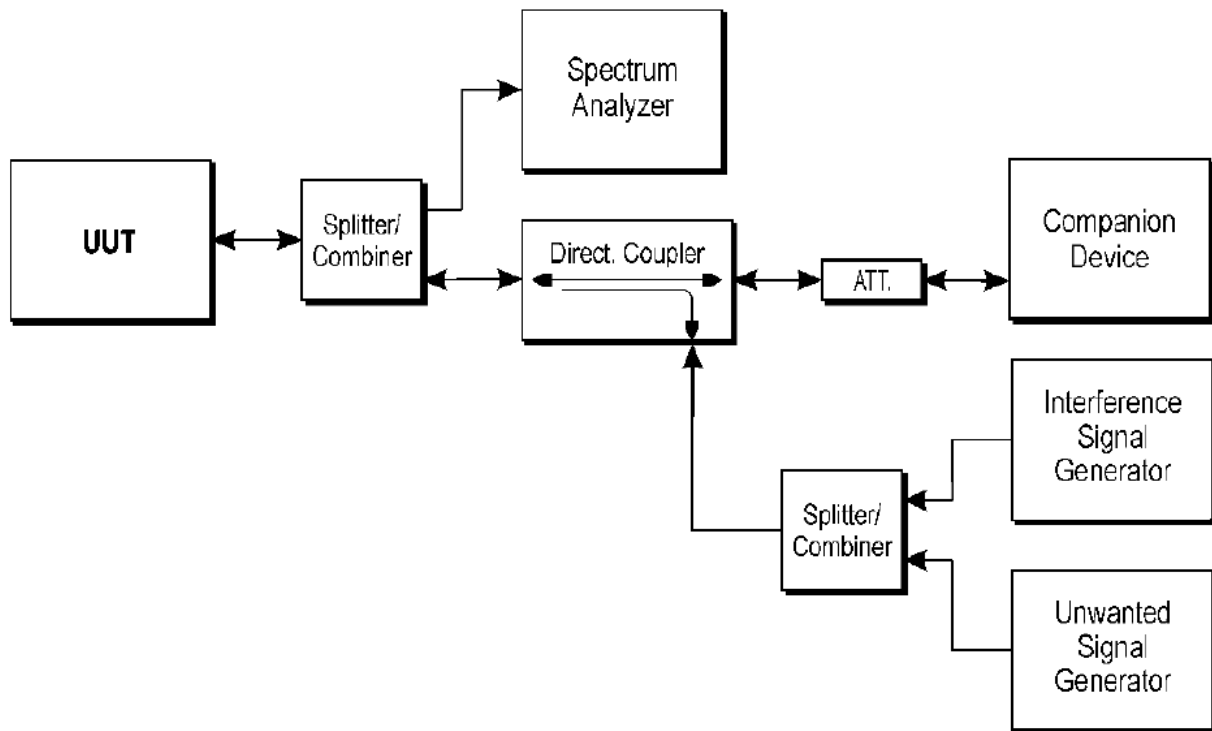 Spectrum
Analyzer
UUT
Splitter/
Combiner
Direct. Coupler
ATT.
Companion
Device
Interference
Signal
Generator
Splitter/
Combiner
Unwanted
Signal
Generator